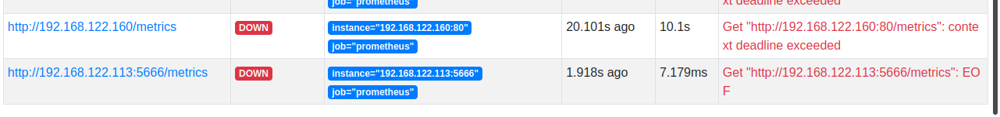 job="prometheus"
xt deadline exceeded
http://192.168.122.160/metrics DOWN instance="192.168.122.160:80" 20.101s ago 10.1s Get "http://192.168.122.160:80/metrics": conte
job="prometheus" xt deadline exceeded
http://192.168.122.113:5666/metrics DOWN instance="192.168.122.113:5666" 1.918s ago 7.179ms Get "http://192.168.122.113:5666/metrics": EO
job="prometheus" F